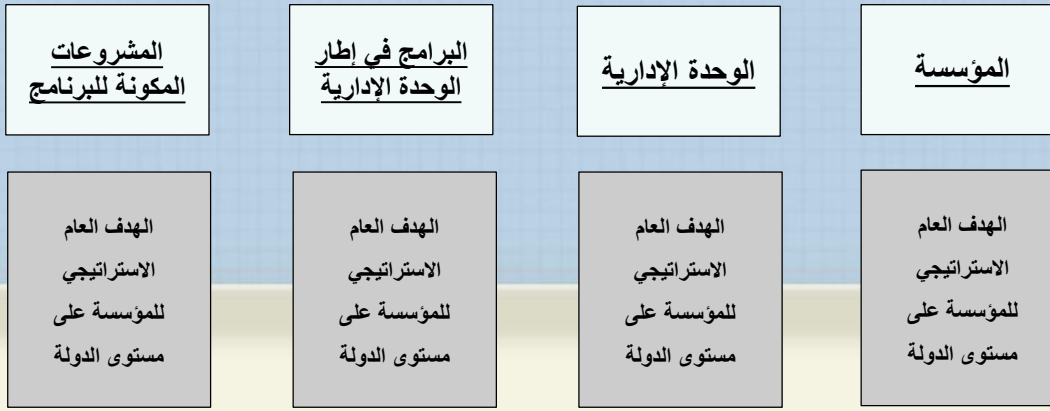 المؤسسة
الوحدة الإدارية
البرامج في إطار
الوحدة الإدارية
المشروعات
المكونة للبرنامج
الهدف العام
الاستراتيجي
للمؤسسة على
مستوى الدولة
الهدف العام
الاستراتيجي
للمؤسسة على
مستوى الدولة
الهدف العام
الاستراتيجي
للمؤسسة على
مستوى الدولة
الهدف العام
الاستراتيجي
للمؤسسة على
مستوى الدولة